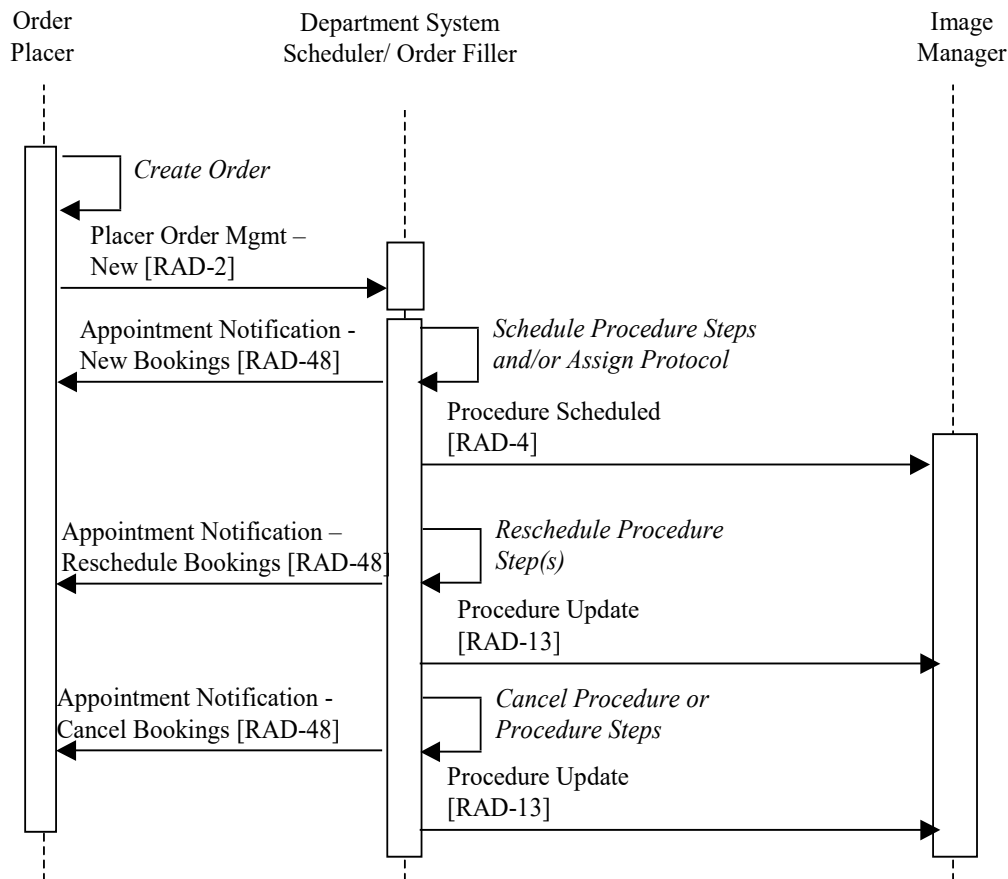 Order
Placer
Department System
Scheduler/ Order Filler
Image
Manager
Create Order
Placer Order Mgmt –
New [RAD-2]
Appointment Notification -
New Bookings [RAD-48]
Schedule Procedure Steps
and/or Assign Protocol
Procedure Scheduled
[RAD-4]
Appointment Notification –
Reschedule Bookings [RAD-48]
Reschedule Procedure
Step(s)
Procedure Update
[RAD-13]
Appointment Notification -
Cancel Bookings [RAD-48]
Cancel Procedure or
Procedure Steps
Procedure Update
[RAD-13]